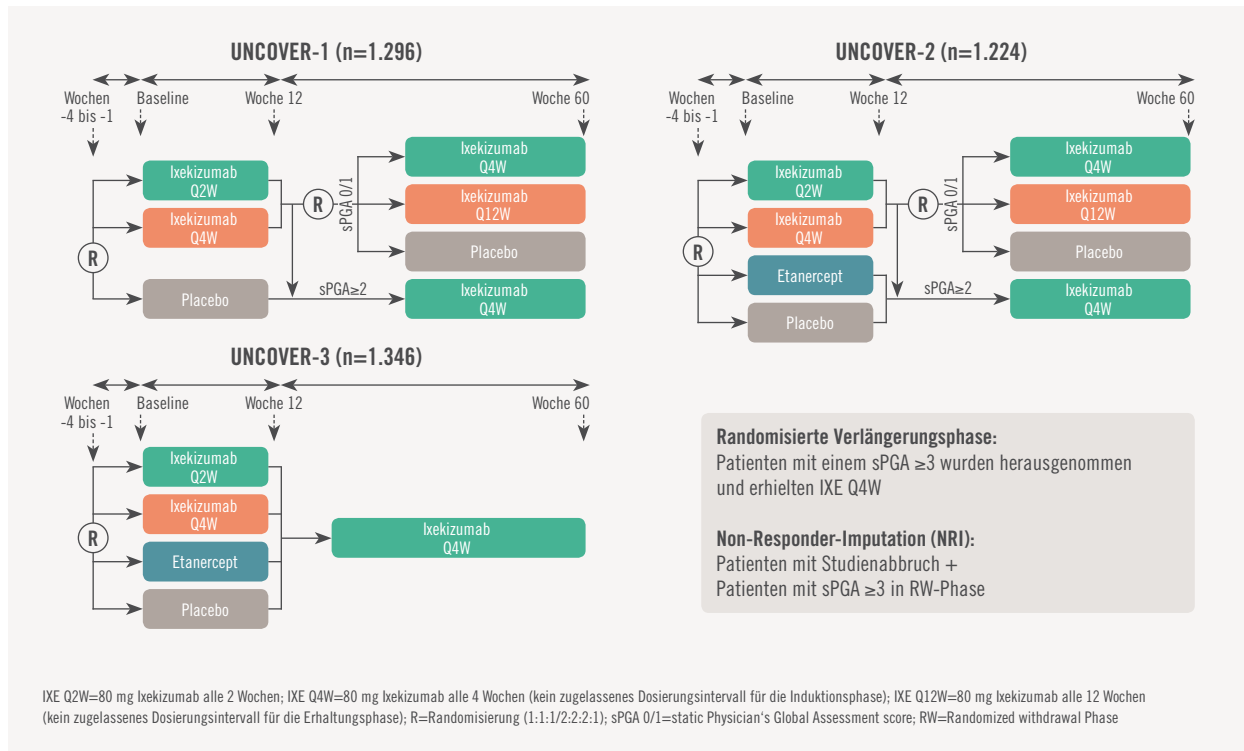 UNCOVER-1 (n=1.296)
Wochen
-4 bis -1
Baseline
Woche 12
Woche 60
R
Ixekizumab
Q2W
Ixekizumab
Q4W
Placebo
R
sPGA 0/1
sPGA≥2
Ixekizumab
Q4W
Ixekizumab
Q12W
Placebo
Ixekizumab
Q4W
UNCOVER-2 (n=1.224)
Wochen
-4 bis -1
Baseline
Woche 12
Woche 60
R
Ixekizumab
Q2W
Ixekizumab
Q4W
Etanercept
Placebo
R
sPGA 0/1
sPGA≥2
Ixekizumab
Q4W
Ixekizumab
Q12W
Placebo
Ixekizumab
Q4W
UNCOVER-3 (n=1.346)
Wochen
-4 bis -1
Baseline
Woche 12
Woche 60
R
Ixekizumab
Q2W
Ixekizumab
Q4W
Etanercept
Placebo
Ixekizumab
Q4W
Randomisierte Verlängerungsphase:
Patienten mit einem sPGA ≥3 wurden herausgenommen
und erhielten IXE Q4W
Non-Responder-Imputation (NRI):
Patienten mit Studienabbruch +
Patienten mit sPGA ≥3 in RW-Phase
IXE Q2W=80 mg Ixekizumab alle 2 Wochen; IXE Q4W=80 mg Ixekizumab alle 4 Wochen (kein zugelassenes Dosierungsintervall für die Induktionsphase); IXE Q12W=80 mg Ixekizumab alle 12 Wochen
(kein zugelassenes Dosierungsintervall für die Erhaltungsphase); R=Randomisierung (1:1:1/2:2:2:1); sPGA 0/1=static Physician‘s Global Assessment score; RW=Randomized withdrawal Phase